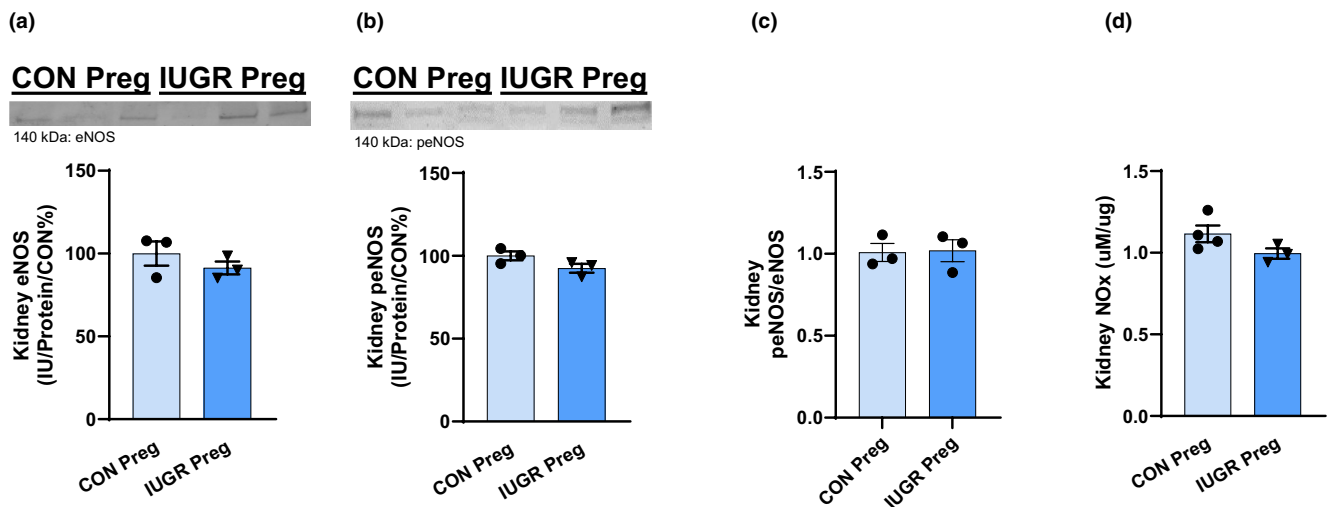 (a)
CON Preg IUGR Preg
140 kDa: eNOS
Kidney eNOS
(IU/Protein/CON%)
150
100
50
0
CON Preg
IUGR Preg
(b)
CON Preg IUGR Preg
140 kDa: peNOS
Kidney peNOS
(IU/Protein/CON%)
150
100
50
0
CON Preg
IUGR Preg
(c)
Kidney
peNOS/eNOS
1.5
1.0
0.5
0.0
CON Preg
IUGR Preg
(d)
Kidney NOx (uM/ug)
1.5
1.0
0.5
0.0
CON Preg
IUGR Preg